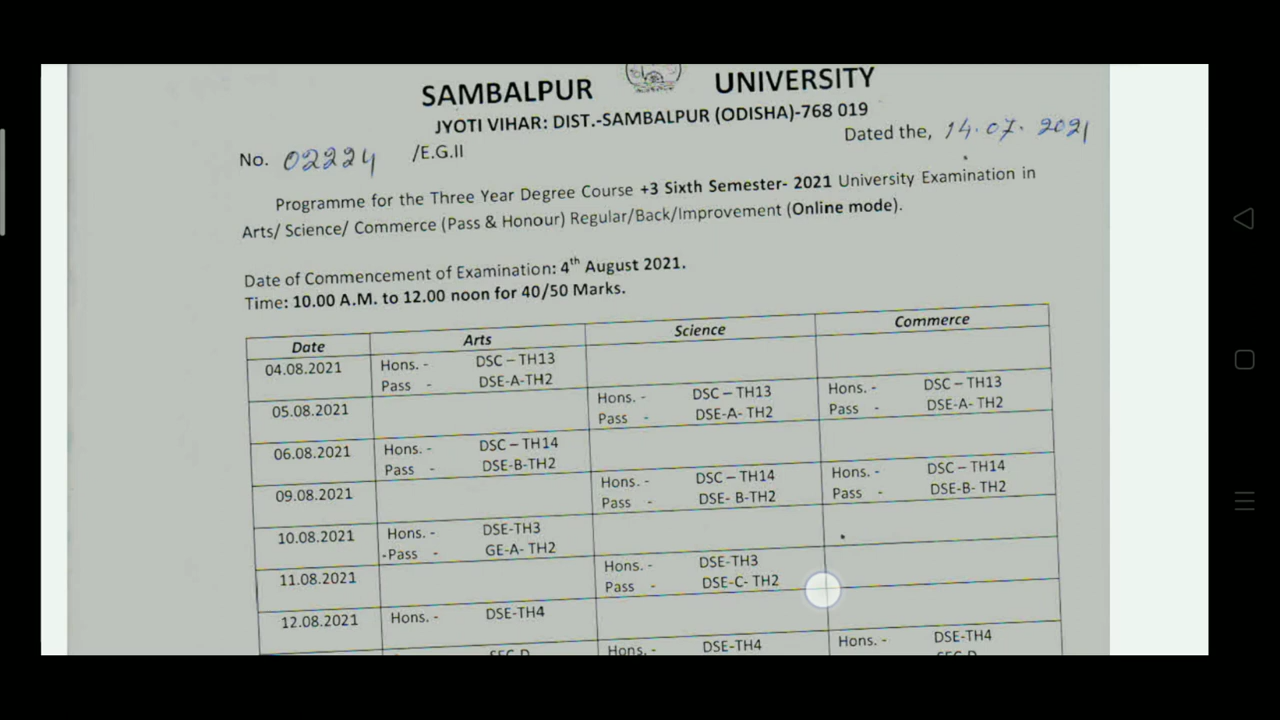 SAMBALPUR UNIVERSITY
JYOTI VIHAR: DIST.-SAMBALPUR (ODISHA)-768 019
No. 02224 /E.G.II Dated the, 14.07.2021
Programme for the Three Year Degree Course +3 Sixth Semester- 2021 University Examination in
Arts/ Science/ Commerce (Pass & Honour) Regular/Back/Improvement (Online mode).
Date of Commencement of Examination: 4th August 2021.
Time: 10.00 A.M. to 12.00 noon for 40/50 Marks.
Date Arts Science Commerce
04.08.2021 Hons. - DSC – TH13
Pass - DSE-A-TH2
05.08.2021 Hons. - DSC – TH13 Hons. - DSC – TH13
Pass - DSE-A- TH2 Pass - DSE-A- TH2
06.08.2021 Hons. - DSC – TH14
Pass - DSE-B-TH2
09.08.2021 Hons. - DSC – TH14 Hons. - DSC – TH14
Pass - DSE- B-TH2 Pass - DSE-B- TH2
10.08.2021 Hons. - DSE-TH3
-Pass - GE-A- TH2
11.08.2021 Hons. - DSE-TH3
Pass - DSE-C- TH2
12.08.2021 Hons. - DSE-TH4
Hons. - DSE-TH4 Hons. - DSE-TH4